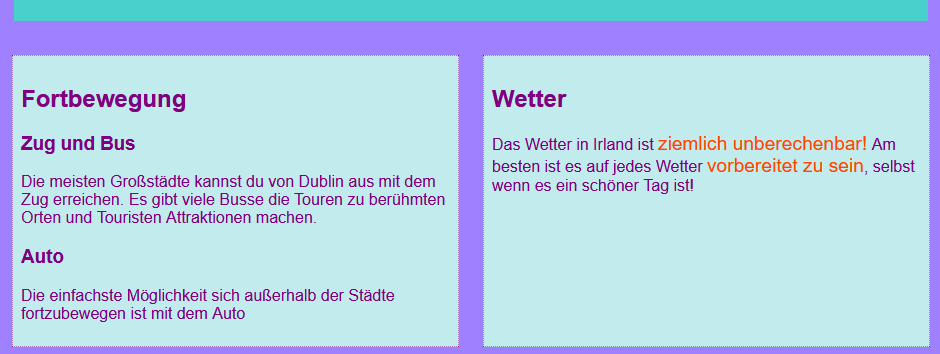 Fortbewegung
Zug und Bus
Die meisten Großstädte kannst du von Dublin aus mit dem
Zug erreichen. Es gibt viele Busse die Touren zu berühmten
Orten und Touristen Attraktionen machen.
Auto
Die einfachste Möglichkeit sich außerhalb der Städte
fortzubewegen ist mit dem Auto
Wetter
Das Wetter in Irland ist ziemlich unberechenbar! Am
besten ist es auf jedes Wetter vorbereitet zu sein, selbst
wenn es ein schöner Tag ist!